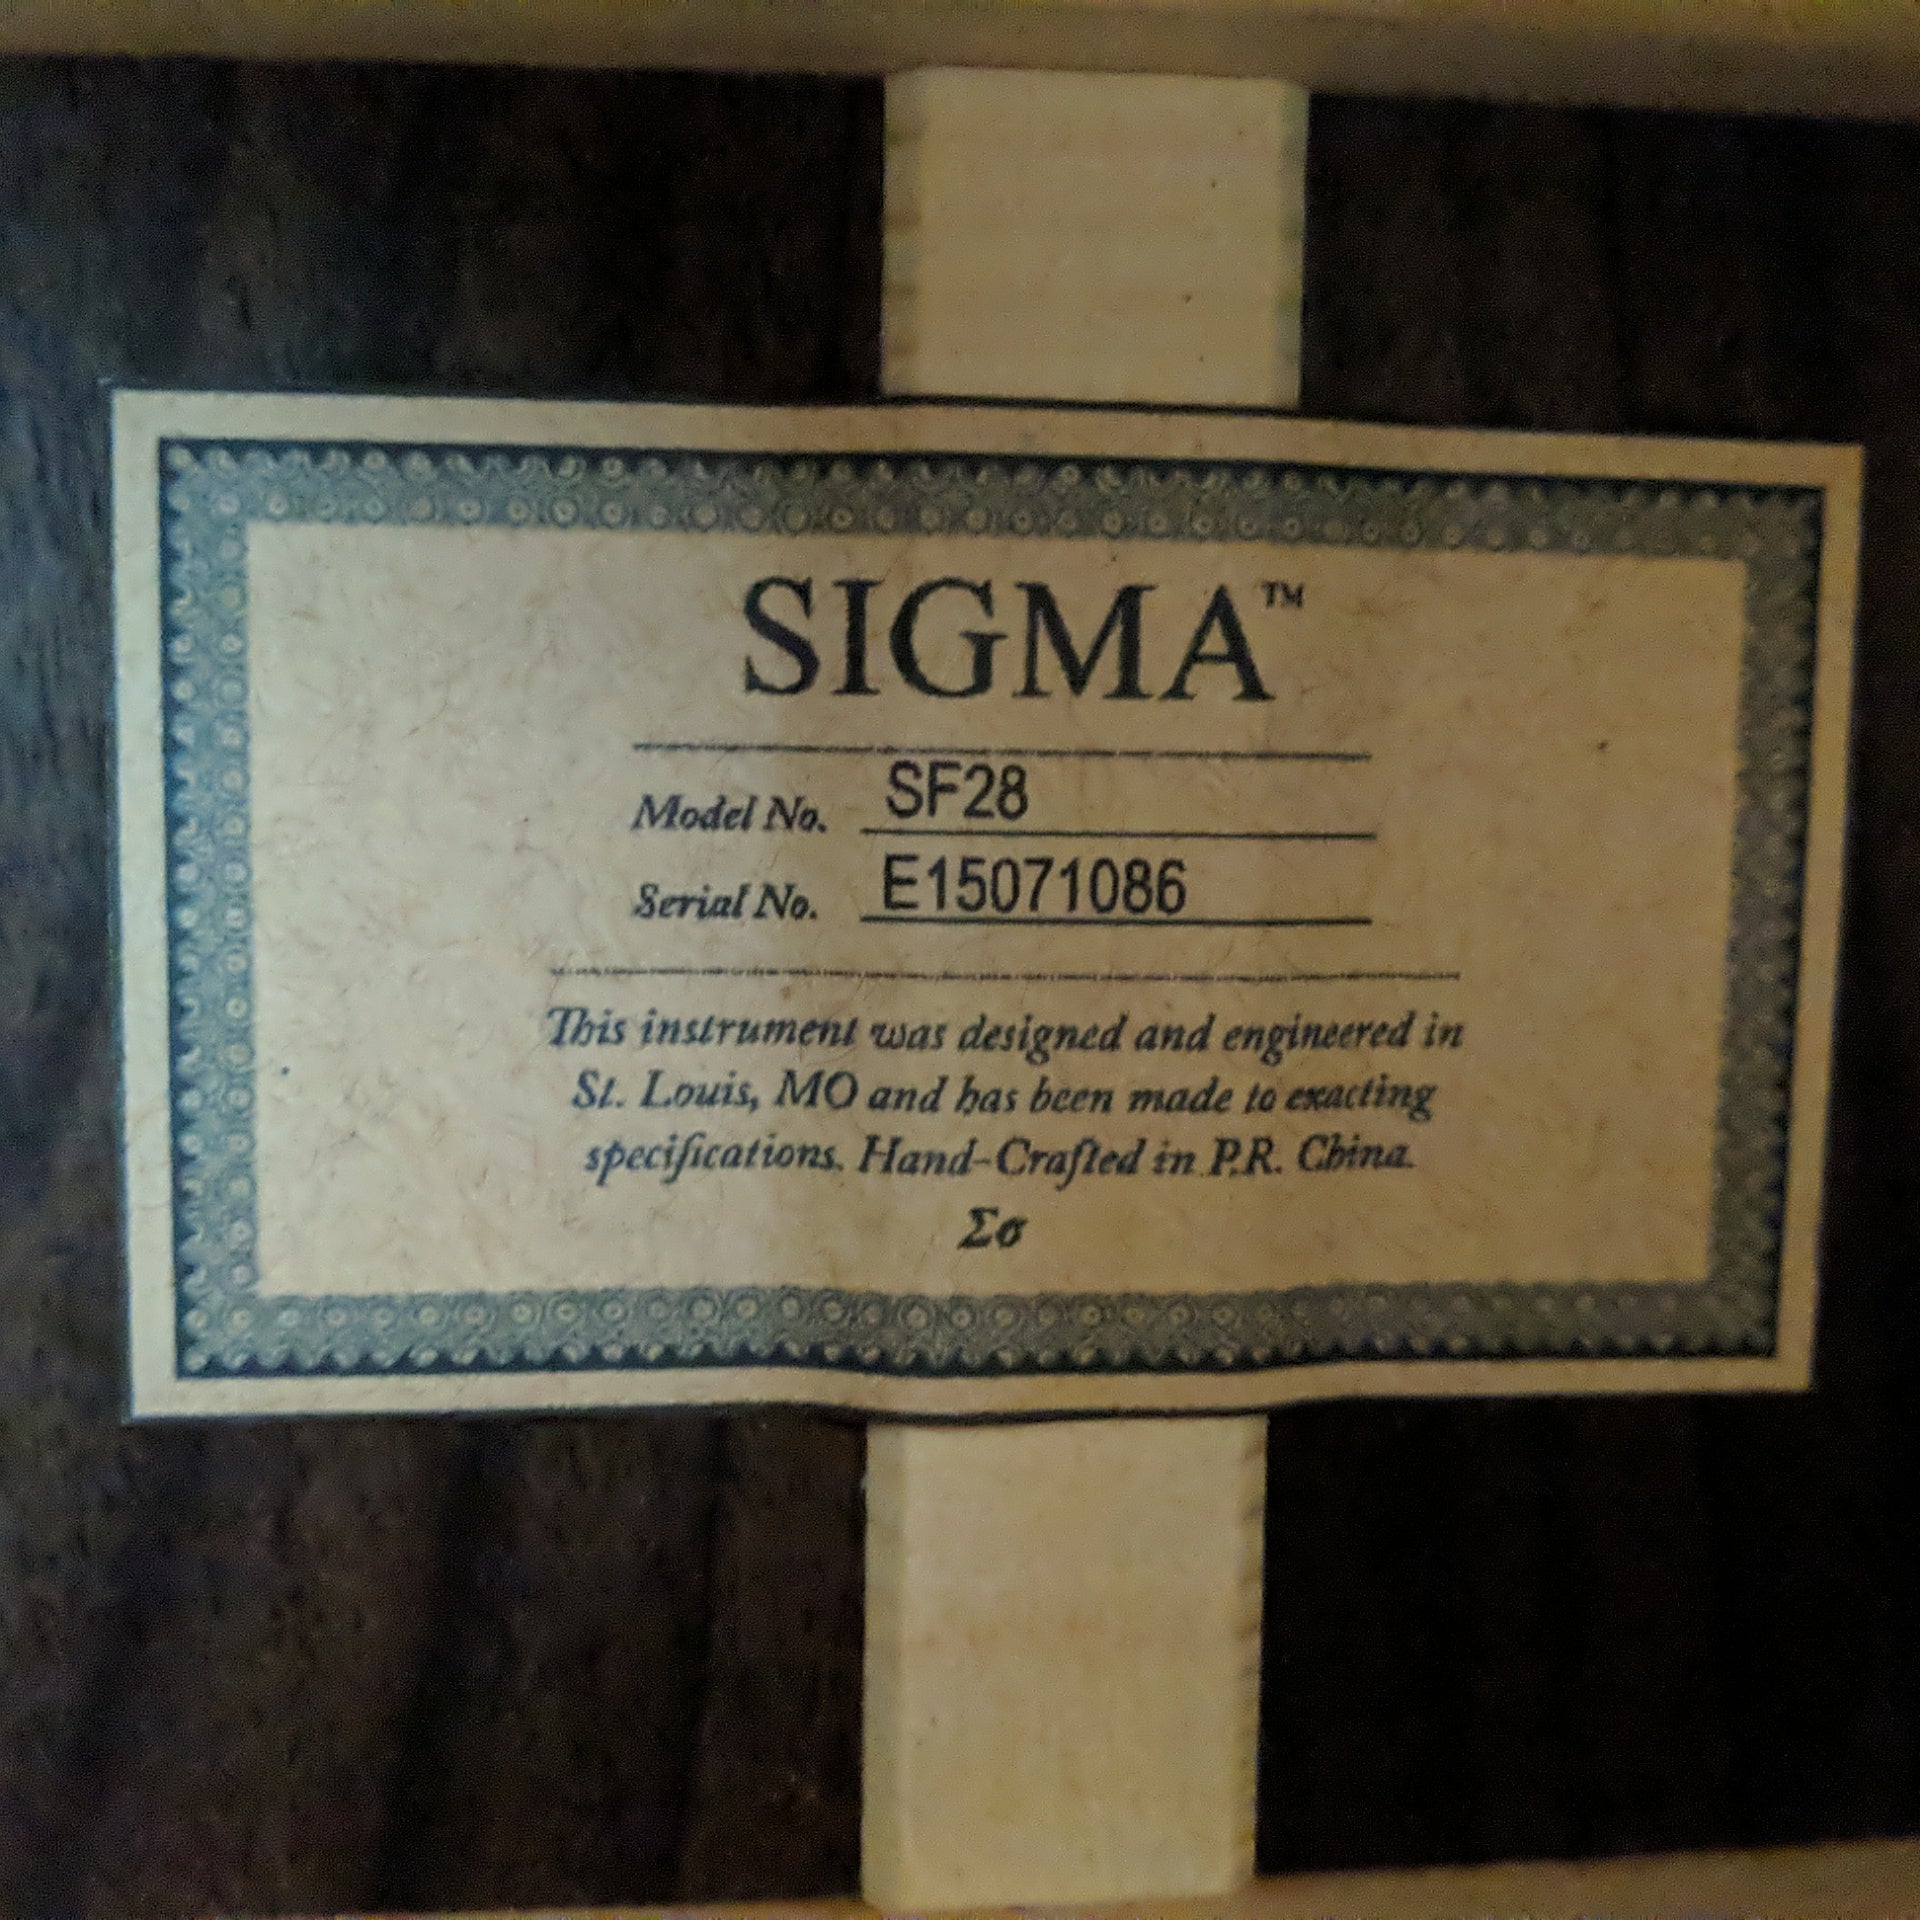 SIGMA™
Model No. SF28
Serial No. E15071086
This instrument was designed and engineered in
St. Louis, MO and has been made to exacting
specifications. Hand-Crafted in P.R. China.
Σσ